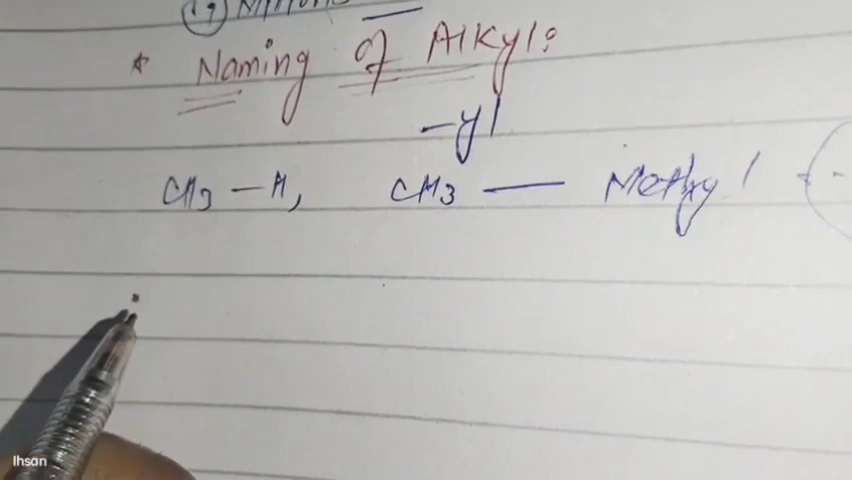 * Naming of Alkyl:
-yl
CH3 - H, CH3 — Methyl
Ihsan